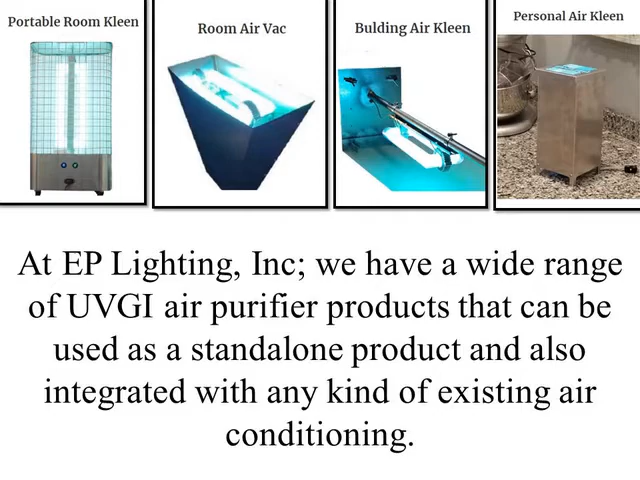 Portable Room Kleen
Room Air Vac
Bulding Air Kleen
Personal Air Kleen
At EP Lighting, Inc; we have a wide range
of UVGI air purifier products that can be
used as a standalone product and also
integrated with any kind of existing air
conditioning.